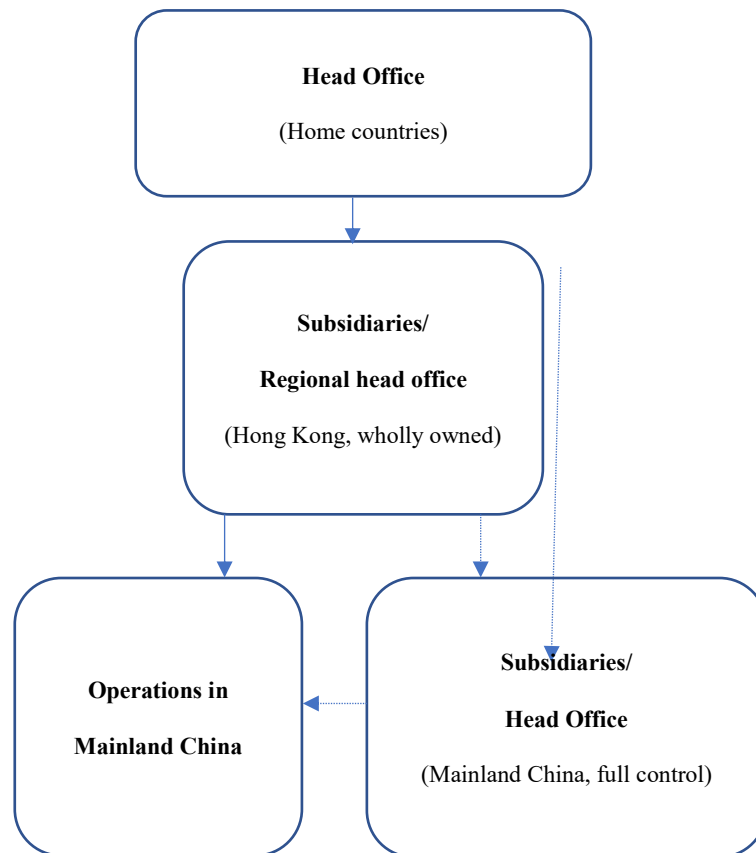 Head Office
(Home countries)
Subsidiaries/
Regional head office
(Hong Kong, wholly owned)
Operations in
Mainland China
Subsidiaries/
Head Office
(Mainland China, full control)